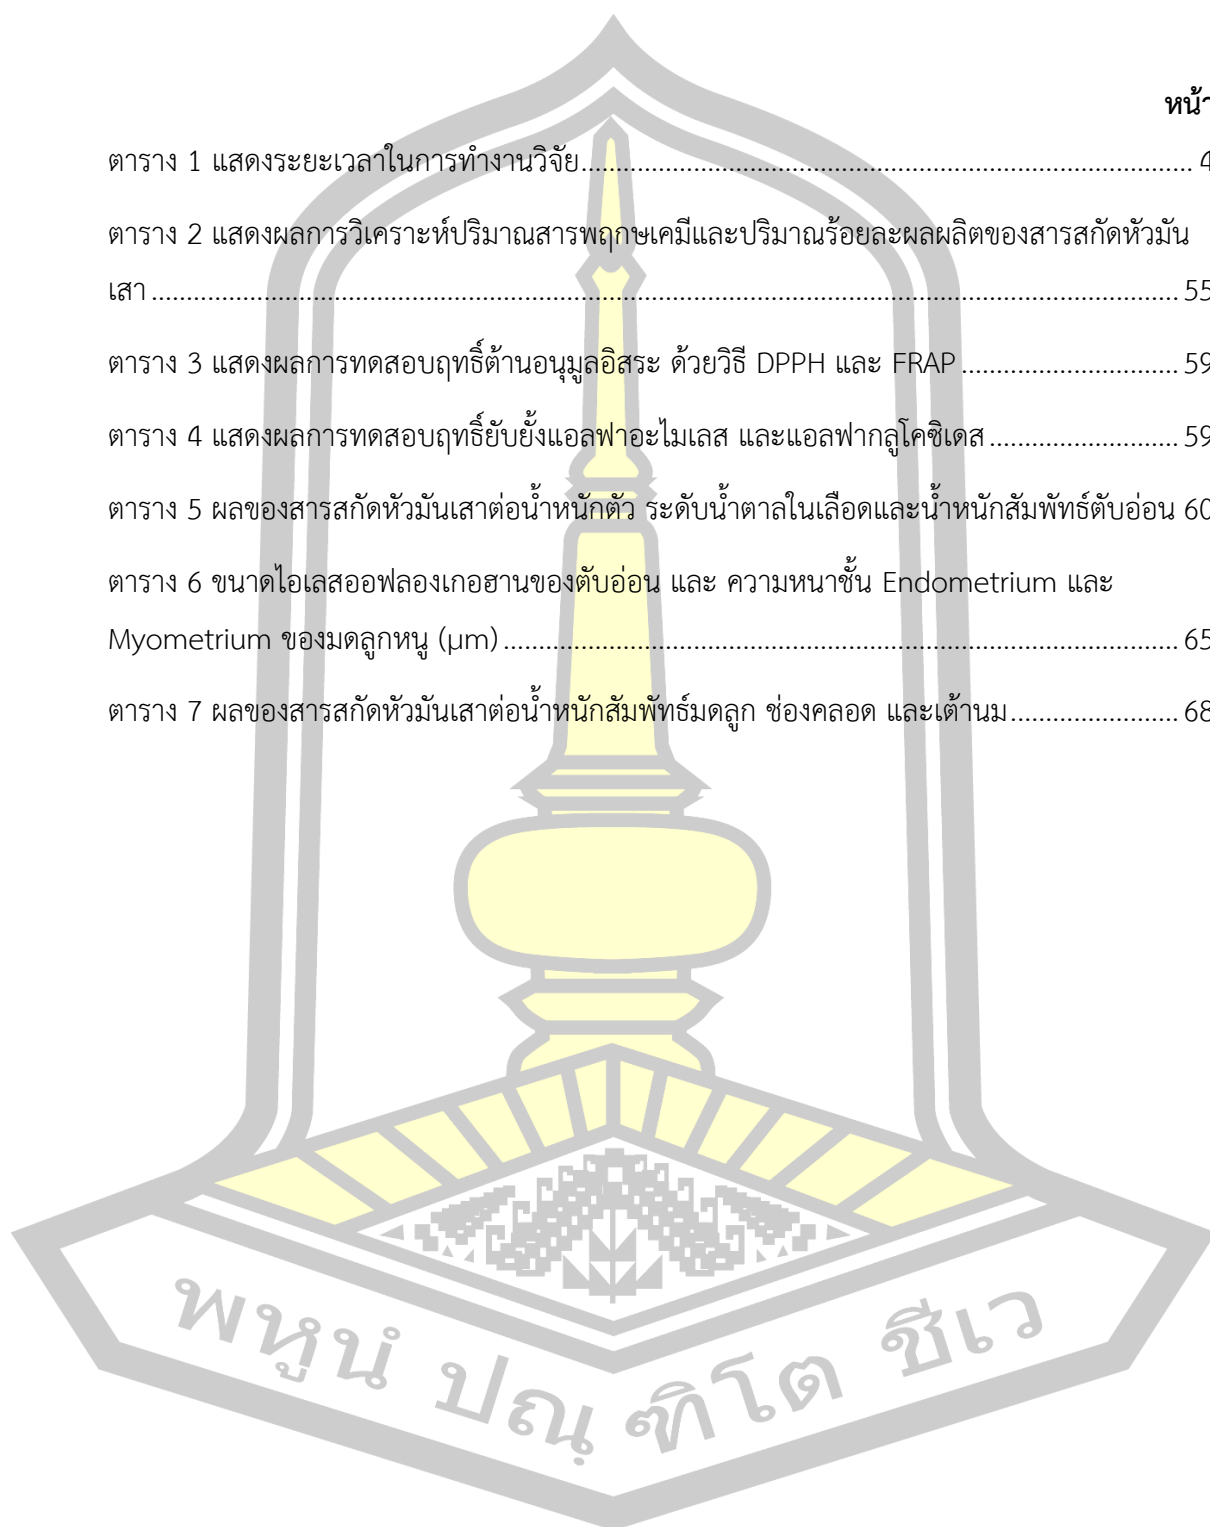 หน้า
ตาราง 1 แสดงระยะเวลาในการทำงานวิจัย........................................................................................ 4
ตาราง 2 แสดงผลการวิเคราะห์ปริมาณสารพฤกษเคมีและปริมาณร้อยละผลผลิตของสารสกัดหัวมัน
เสา .................................................................................................................................................... 55
ตาราง 3 แสดงผลการทดสอบฤทธิ์ต้านอนุมูลอิสระ ด้วยวิธี DPPH และ FRAP ............................... 59
ตาราง 4 แสดงผลการทดสอบฤทธิ์ยับยั้งแอลฟาอะไมเลส และแอลฟากลูโคซิเดส ........................... 59
ตาราง 5 ผลของสารสกัดหัวมันเสาต่อน้ำหนักตัว ระดับน้ำตาลในเลือดและน้ำหนักสัมพัทธ์ตับอ่อน 60
ตาราง 6 ขนาดไอเลสออฟลองเกอฮานของตับอ่อน และ ความหนาชั้น Endometrium และ
Myometrium ของมดลูกหนู (µm) ................................................................................................. 65
ตาราง 7 ผลของสารสกัดหัวมันเสาต่อน้ำหนักสัมพัทธ์มดลูก ช่องคลอด และเต้านม ........................ 68
พหูนํ ปณฺฑิโต ชีเว